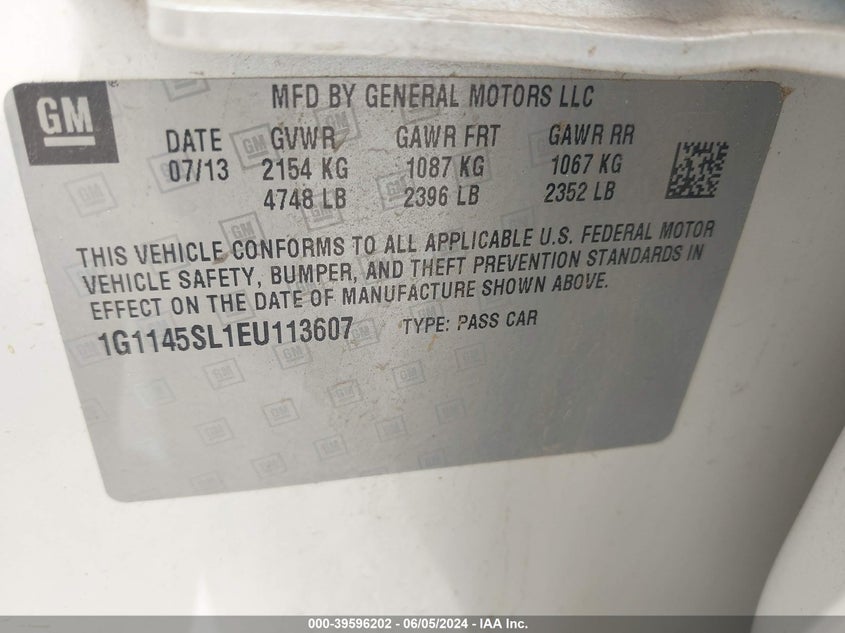 GM
MFD BY GENERAL MOTORS LLC
DATE GVWR GAWR FRT GAWR RR
07/13 2154 KG 1087 KG 1067 KG
4748 LB 2396 LB 2352 LB
THIS VEHICLE CONFORMS TO ALL APPLICABLE U.S. FEDERAL MOTOR
VEHICLE SAFETY, BUMPER, AND THEFT PREVENTION STANDARDS IN
EFFECT ON THE DATE OF MANUFACTURE SHOWN ABOVE.
1G1145SL1EU113607 TYPE: PASS CAR
000-39596202 - 06/05/2024 - IAA Inc.